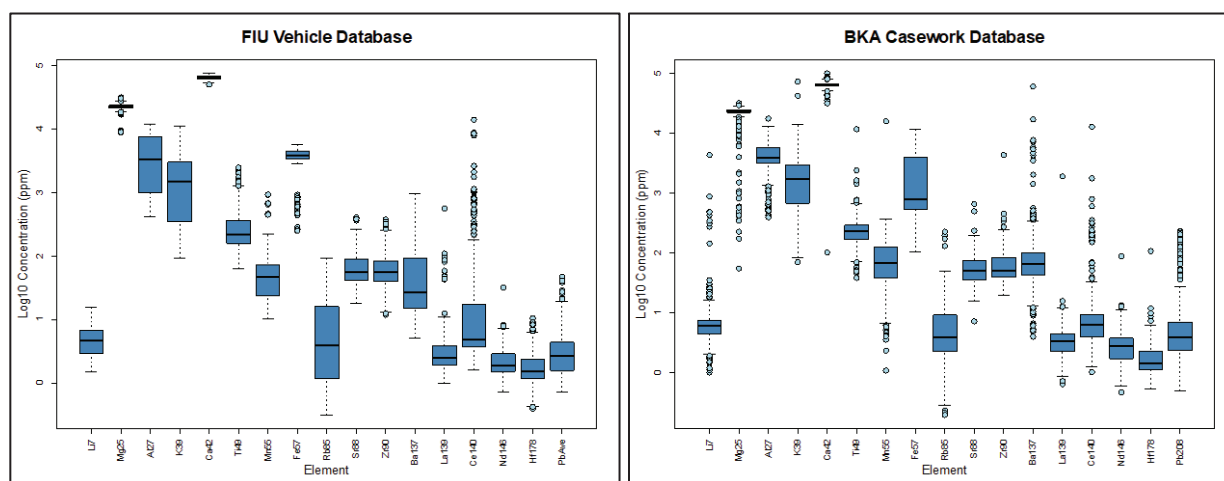 FIU Vehicle Database
Log10 Concentration (ppm)
5
4
3
2
1
0
Li7
Mg25
Al27
K39
Ca42
Ti49
Mn55
Fe57
Rb85
Sr88
Zr90
Ba137
La139
Ce140
Nd146
Hf178
PbAve
Element
BKA Casework Database
Log10 Concentration (ppm)
5
4
3
2
1
0
Li7
Mg25
Al27
K39
Ca42
Ti49
Mn55
Fe57
Rb85
Sr88
Zr90
Ba137
La139
Ce140
Nd146
Hf178
Pb208
Element